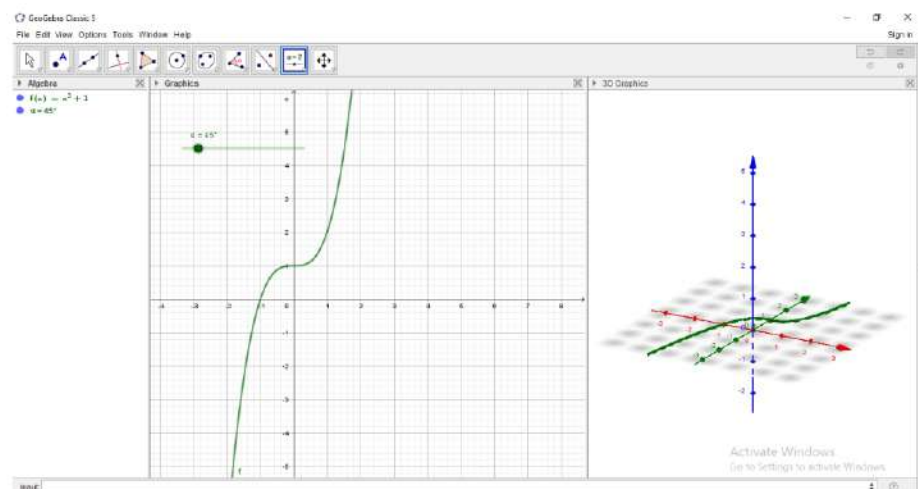 GeoGebra Classic 5
File Edit View Options Tools Window Help
Sign in
Algebra
Graphics
3D Graphics
f(x) = x³ + 1
α = 45°
α = 45°
Activate Windows
Go to Settings to activate Windows.
Input: